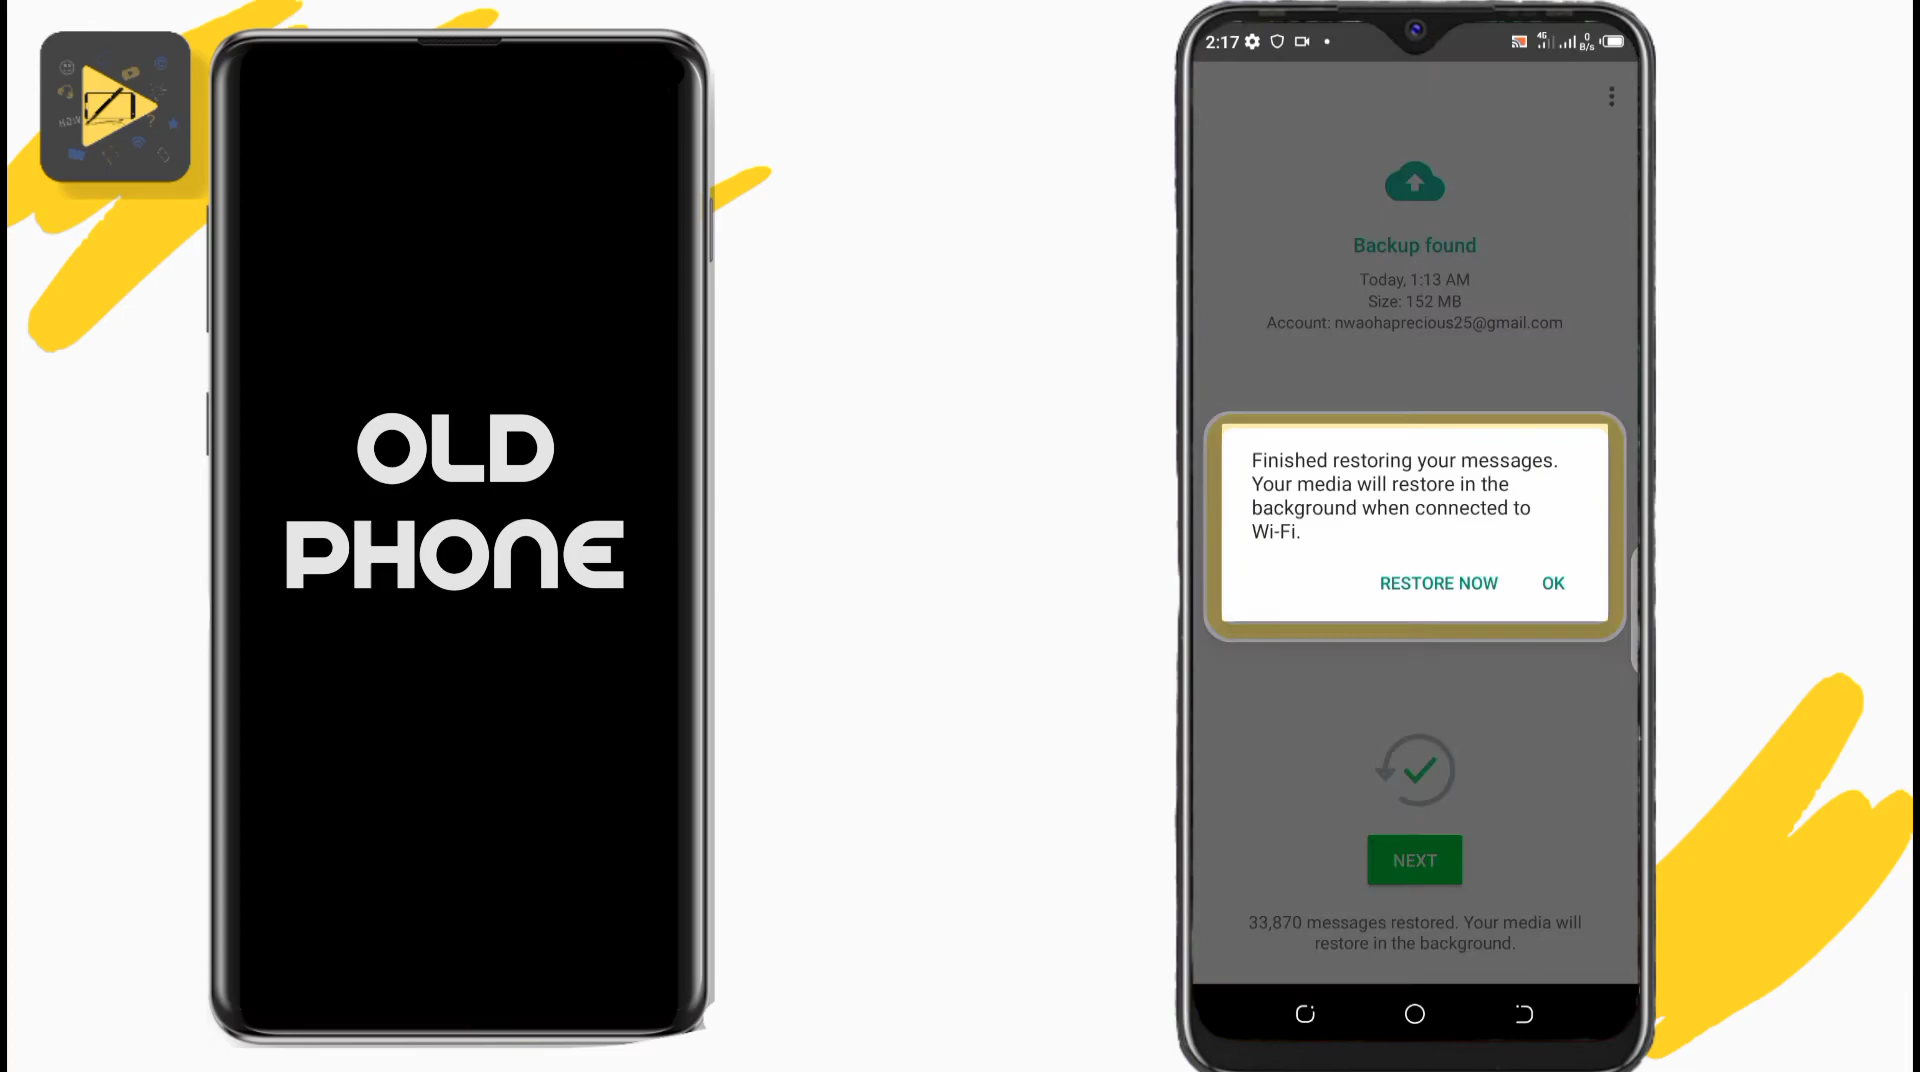 OLD
PHONE
2:17
4G
0
B/s
Backup found
Today, 1:13 AM
Size: 152 MB
Account: nwaohaprecious25@gmail.com
Finished restoring your messages.
Your media will restore in the
background when connected to
Wi-Fi.
RESTORE NOW OK
NEXT
33,870 messages restored. Your media will
restore in the background.